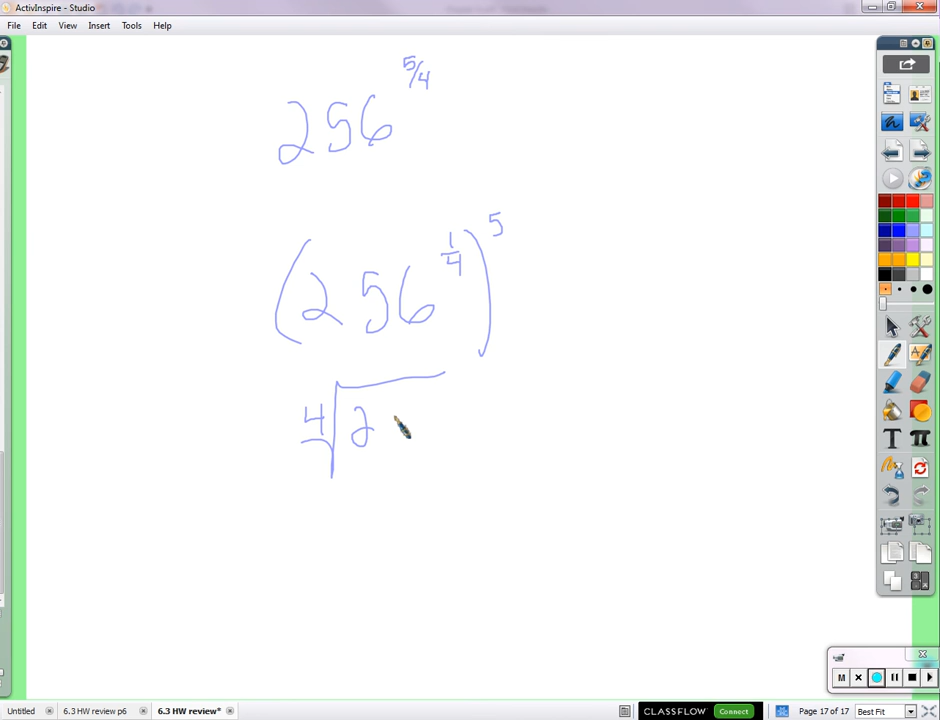 ActivInspire - Studio
File Edit View Insert Tools Help
256^5/4
(256^1/4)^5
4√2
M
Untitled 6.3 HW review p6 6.3 HW review* CLASSFLOW Connect Page 17 of 17 Best Fit